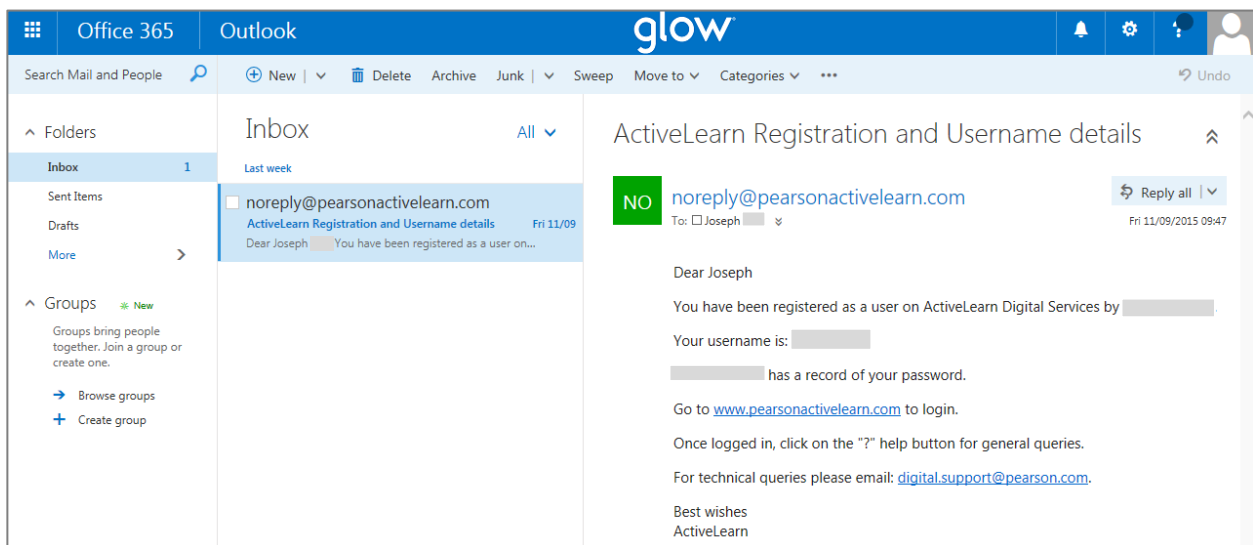 Office 365
Outlook
glow
Search Mail and People
New
Delete
Archive
Junk
Sweep
Move to
Categories
Undo
Folders
Inbox 1
Sent Items
Drafts
More
Groups New
Groups bring people
together. Join a group or
create one.
Browse groups
Create group
Inbox
All
Last week
noreply@pearsonactivelearn.com
ActiveLearn Registration and Username details Fri 11/09
Dear Joseph You have been registered as a user on...
ActiveLearn Registration and Username details
NO
noreply@pearsonactivelearn.com
Reply all
To: Joseph
Fri 11/09/2015 09:47
Dear Joseph
You have been registered as a user on ActiveLearn Digital Services by .
Your username is:
has a record of your password.
Go to www.pearsonactivelearn.com to login.
Once logged in, click on the "?" help button for general queries.
For technical queries please email: digital.support@pearson.com.
Best wishes
ActiveLearn